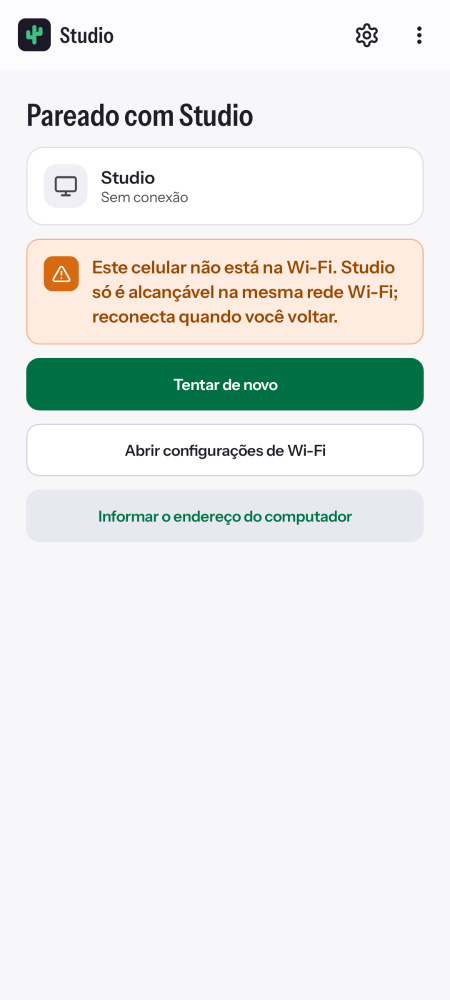 Studio
Pareado com Studio
Studio
Sem conexão
Este celular não está na Wi-Fi. Studio
só é alcançável na mesma rede Wi-Fi;
reconecta quando você voltar.
Tentar de novo
Abrir configurações de Wi-Fi
Informar o endereço do computador